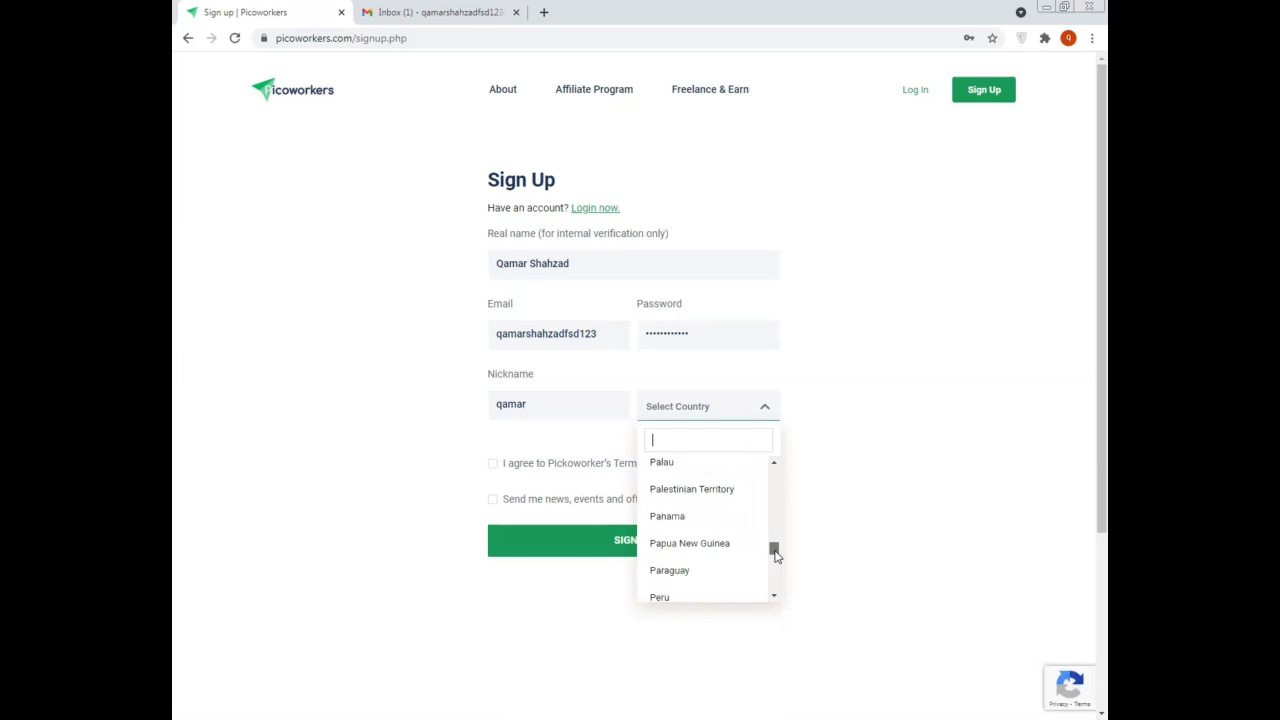 Sign up | Picoworkers
Inbox (1) - qamarshahzadfsd123
picoworkers.com/signup.php
q
Picoworkers
About
Affiliate Program
Freelance & Earn
Log In
Sign Up
Sign Up
Have an account? Login now.
Real name (for internal verification only)
Qamar Shahzad
Email
Password
qamarshahzadfsd123
••••••••••••
Nickname
qamar
Select Country
I agree to Pickoworker's Term
Palau
Palestinian Territory
Send me news, events and of
Panama
SIGN
Papua New Guinea
Paraguay
Peru
Privacy - Terms